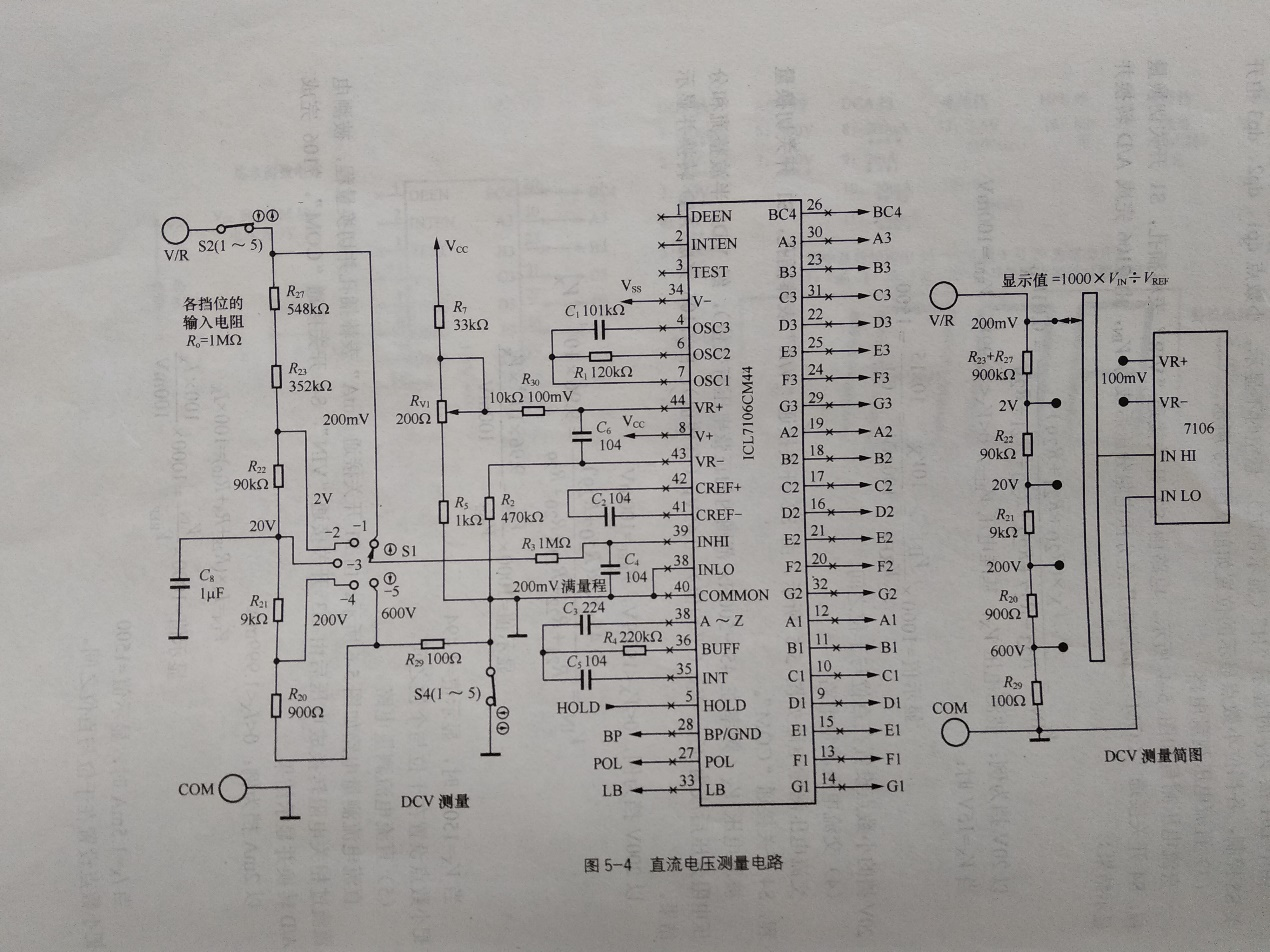 V/R
S2(1 ～ 5)
各挡位的
输入电阻
Ro=1MΩ
R27
548kΩ
R23
352kΩ
200mV
R22
90kΩ
2V
20V
-2
-1
S1
-3
-4
-5
C8
1μF
R21
9kΩ
200V
600V
R20
900Ω
R29 100Ω
S4(1 ～ 5)
COM
DCV 测量
VCC
R7
33kΩ
RV1
200Ω
R30
10kΩ 100mV
R5
1kΩ
R2
470kΩ
C6
104
VCC
VSS
C1 101kΩ
R1 120kΩ
C2 104
R3 1MΩ
C4
104
200mV 满量程
C3 224
R4 220kΩ
C5 104
HOLD
BP
POL
LB
ICL7106CM44
1 DEEN
2 INTEN
3 TEST
34 V-
4 OSC3
6 OSC2
7 OSC1
44 VR+
8 V+
43 VR-
42 CREF+
41 CREF-
39 INHI
38 INLO
40 COMMON
38 A ～ Z
36 BUFF
35 INT
5 HOLD
28 BP/GND
27 POL
33 LB
BC4 26 BC4
A3 30 A3
B3 23 B3
C3 31 C3
D3 22 D3
E3 25 E3
F3 24 F3
G3 29 G3
A2 19 A2
B2 18 B2
C2 17 C2
D2 16 D2
E2 21 E2
F2 20 F2
G2 32 G2
A1 12 A1
B1 11 B1
C1 10 C1
D1 9 D1
E1 15 E1
F1 13 F1
G1 14 G1
显示值 =1000×VIN÷VREF
V/R
200mV
R23+R27
900kΩ
2V
R22
90kΩ
20V
R21
9kΩ
200V
R20
900Ω
600V
R29
100Ω
COM
VR+
100mV
VR-
7106
IN HI
IN LO
DCV 测量简图
图 5-4 直流电压测量电路